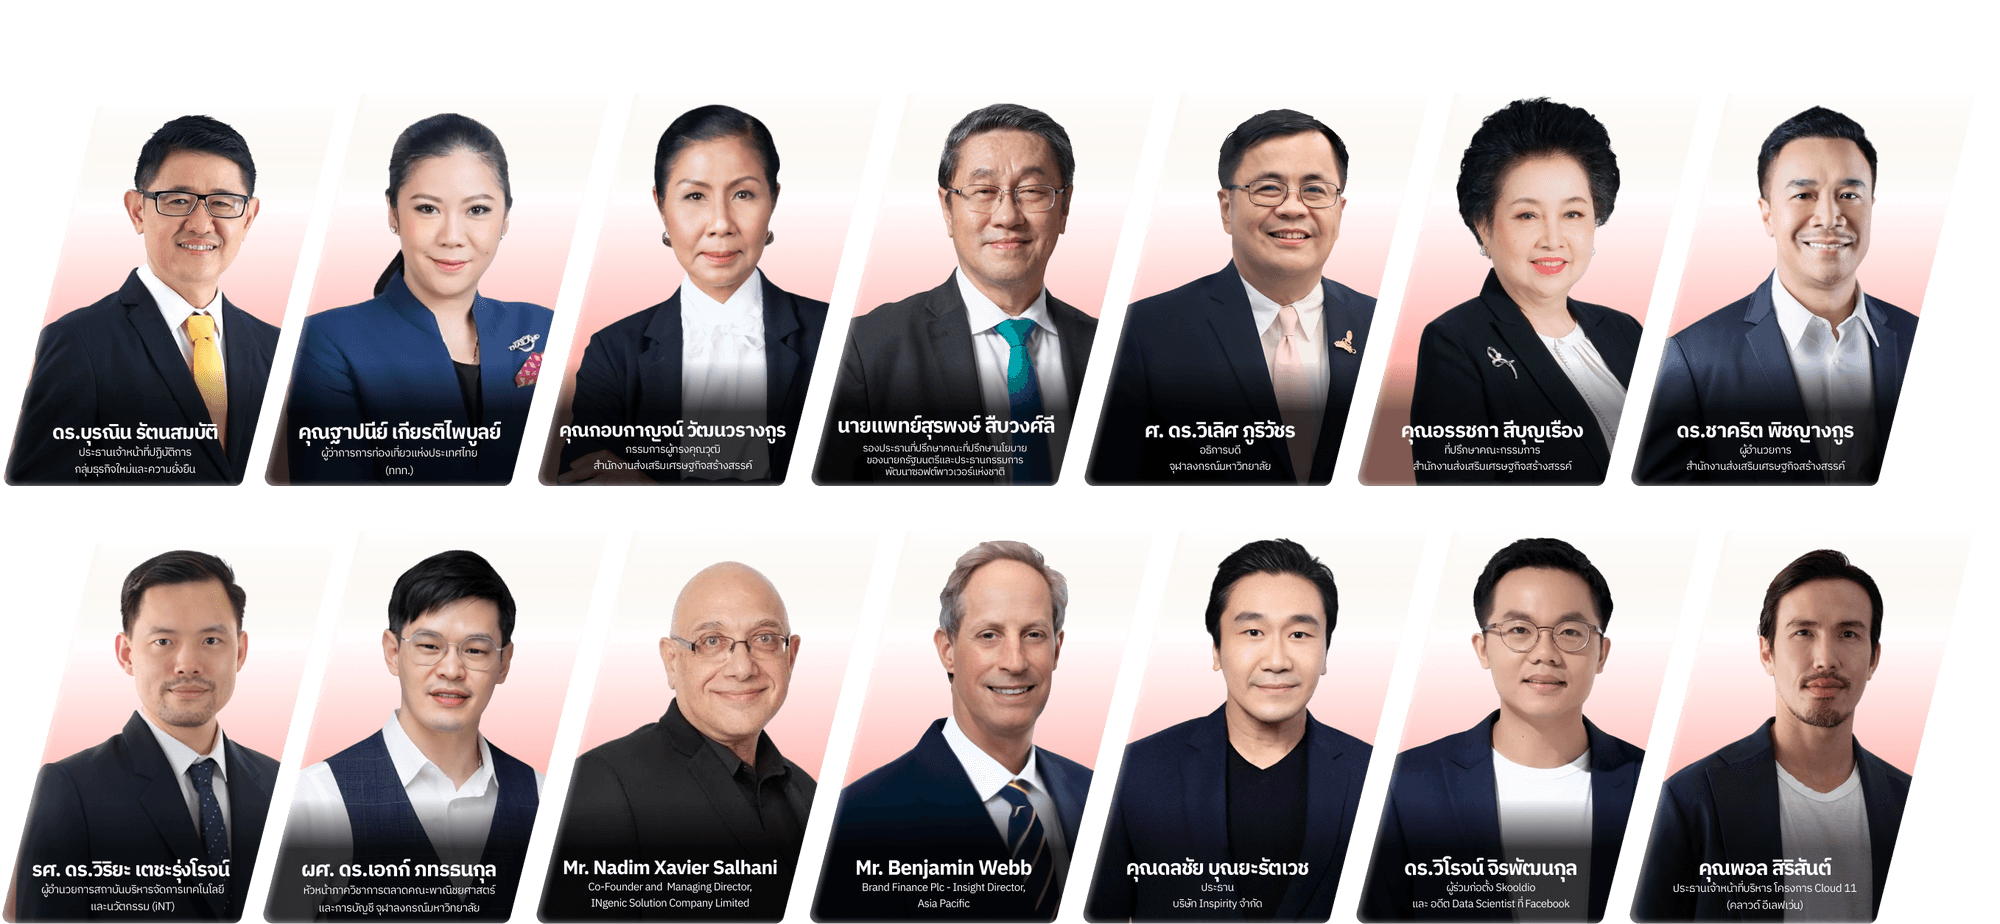 ดร.บุรณิน รัตนสมบัติ
ประธานเจ้าหน้าที่ปฏิบัติการ
กลุ่มธุรกิจใหม่และความยั่งยืน
คุณฐาปนีย์ เกียรติไพบูลย์
ผู้ว่าการการท่องเที่ยวแห่งประเทศไทย
(ททท.)
คุณกอบกาญจน์ วัฒนวรางกูร
กรรมการผู้ทรงคุณวุฒิ
สำนักงานส่งเสริมเศรษฐกิจสร้างสรรค์
นายแพทย์สุรพงษ์ สืบวงศ์ลี
รองประธานที่ปรึกษาคณะที่ปรึกษานโยบาย
ของนายกรัฐมนตรีและประธานกรรมการ
พัฒนาซอฟต์พาวเวอร์แห่งชาติ
ศ. ดร.วิเลิศ ภูริวัชร
อธิการบดี
จุฬาลงกรณ์มหาวิทยาลัย
คุณอรรชกา สีบุญเรือง
ที่ปรึกษาคณะกรรมการ
สำนักงานส่งเสริมเศรษฐกิจสร้างสรรค์
ดร.ชาคริต พิชญางกูร
ผู้อำนวยการ
สำนักงานส่งเสริมเศรษฐกิจสร้างสรรค์
รศ. ดร.วิริยะ เตชะรุ่งโรจน์
ผู้อำนวยการสถาบันบริหารจัดการเทคโนโลยี
และนวัตกรรม (iNT)
ผศ. ดร.เอกก์ ภทรธนกุล
หัวหน้าภาควิชาการตลาดคณะพาณิชยศาสตร์
และการบัญชี จุฬาลงกรณ์มหาวิทยาลัย
Mr. Nadim Xavier Salhani
Co-Founder and Managing Director,
INgenic Solution Company Limited
Mr. Benjamin Webb
Brand Finance Plc - Insight Director,
Asia Pacific
คุณดลชัย บุณยะรัตเวช
ประธาน
บริษัท Inspirity จำกัด
ดร.วิโรจน์ จิรพัฒนกุล
ผู้ร่วมก่อตั้ง Skooldio
และ อดีต Data Scientist ที่ Facebook
คุณพอล สิริสันต์
ประธานเจ้าหน้าที่บริหาร โครงการ Cloud 11
(คลาวด์ อีเลฟเว่น)